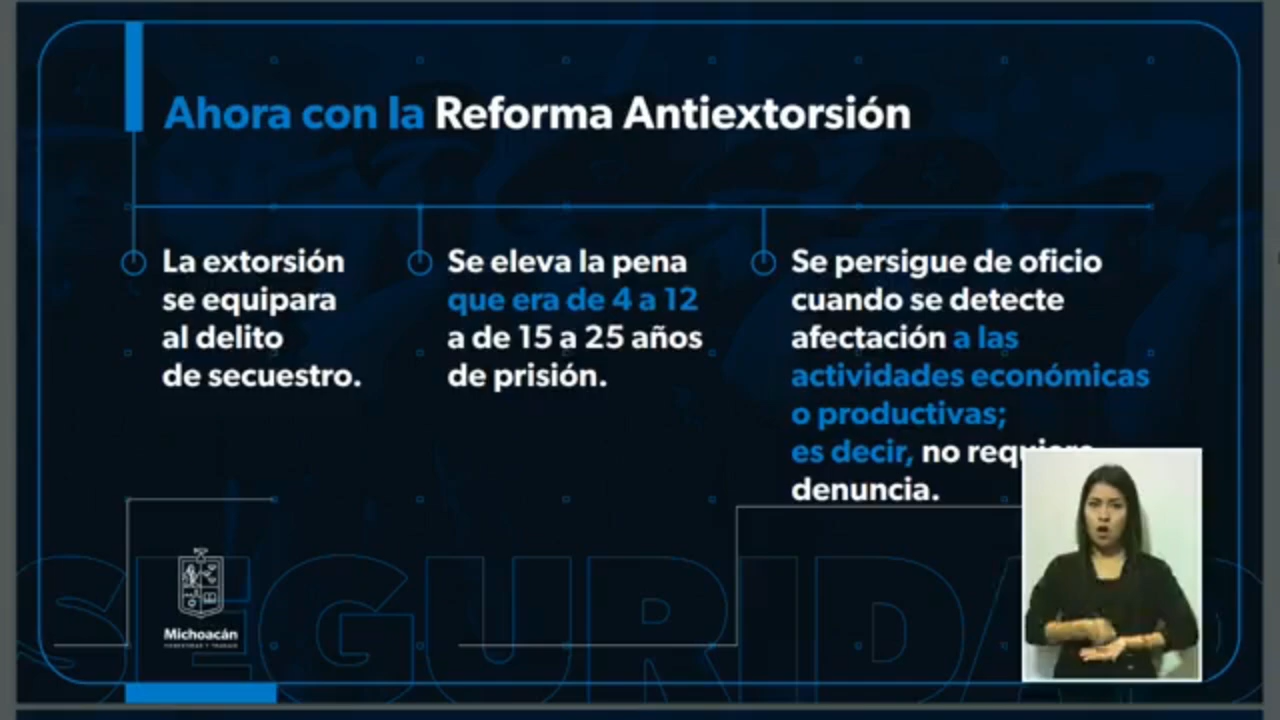 Ahora con la Reforma Antiextorsión
La extorsión
se equipara
al delito
de secuestro.
Se eleva la pena
que era de 4 a 12
a de 15 a 25 años
de prisión.
Se persigue de oficio
cuando se detecte
afectación a las
actividades económicas
o productivas;
es decir, no requiere
denuncia.
SEGURIDAD
Michoacán